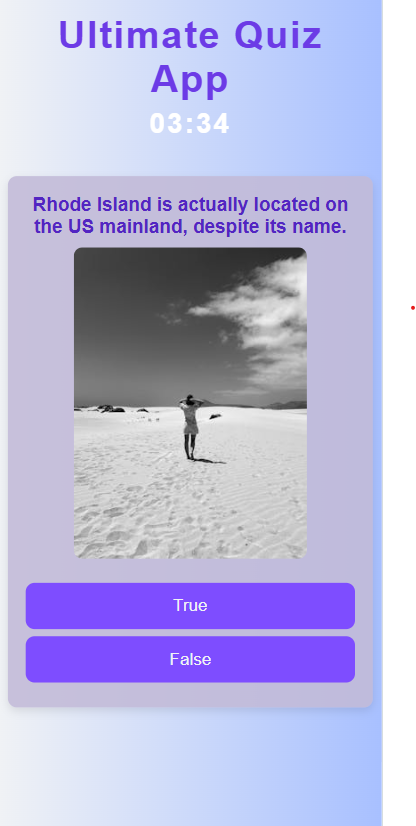 Ultimate Quiz
App
03:34
Rhode Island is actually located on
the US mainland, despite its name.
True
False